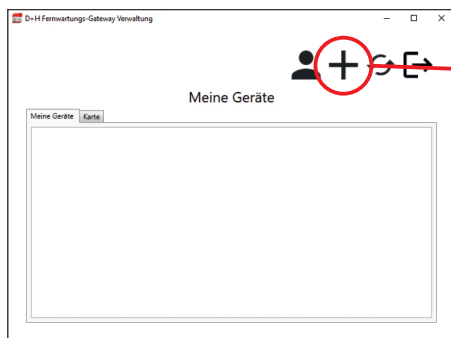 D+H Fernwartungs-Gateway Verwaltung
Meine Geräte
Meine Geräte Karte